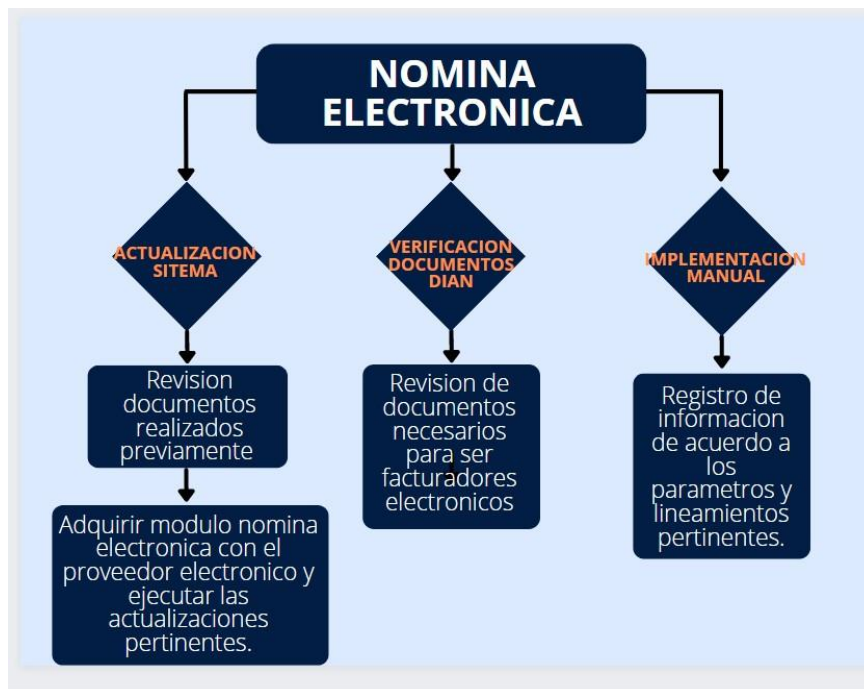 NOMINA
ELECTRONICA
ACTUALIZACION
SITEMA
Revision
documentos
realizados
previamente
Adquirir modulo nomina
electronica con el
proveedor electronico y
ejecutar las
actualizaciones
pertinentes.
VERIFICACION
DOCUMENTOS
DIAN
Revision de
documentos
necesarios
para ser
facturadores
electronicos
IMPLEMENTACION
MANUAL
Registro de
informacion
de acuerdo a
los
parametros y
lineamientos
pertinentes.